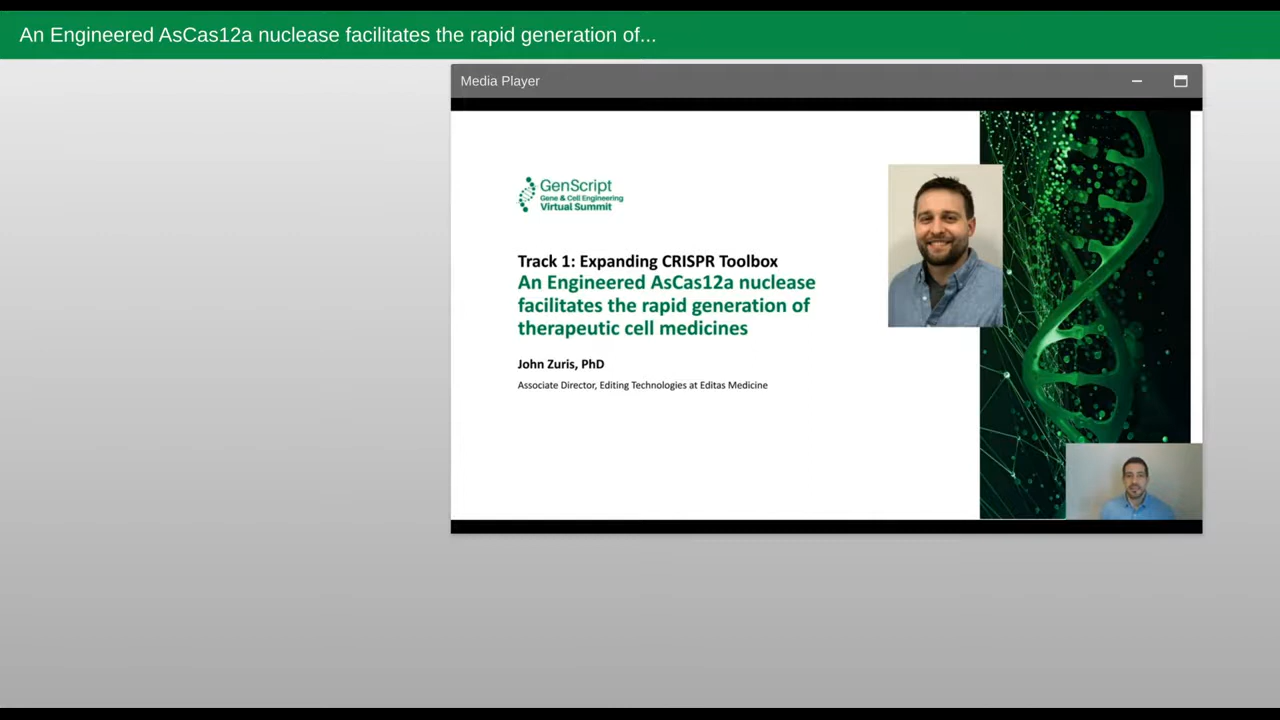 An Engineered AsCas12a nuclease facilitates the rapid generation of...
Media Player
GenScript
Gene & Cell Engineering
Virtual Summit
Track 1: Expanding CRISPR Toolbox
An Engineered AsCas12a nuclease
facilitates the rapid generation of
therapeutic cell medicines
John Zuris, PhD
Associate Director, Editing Technologies at Editas Medicine